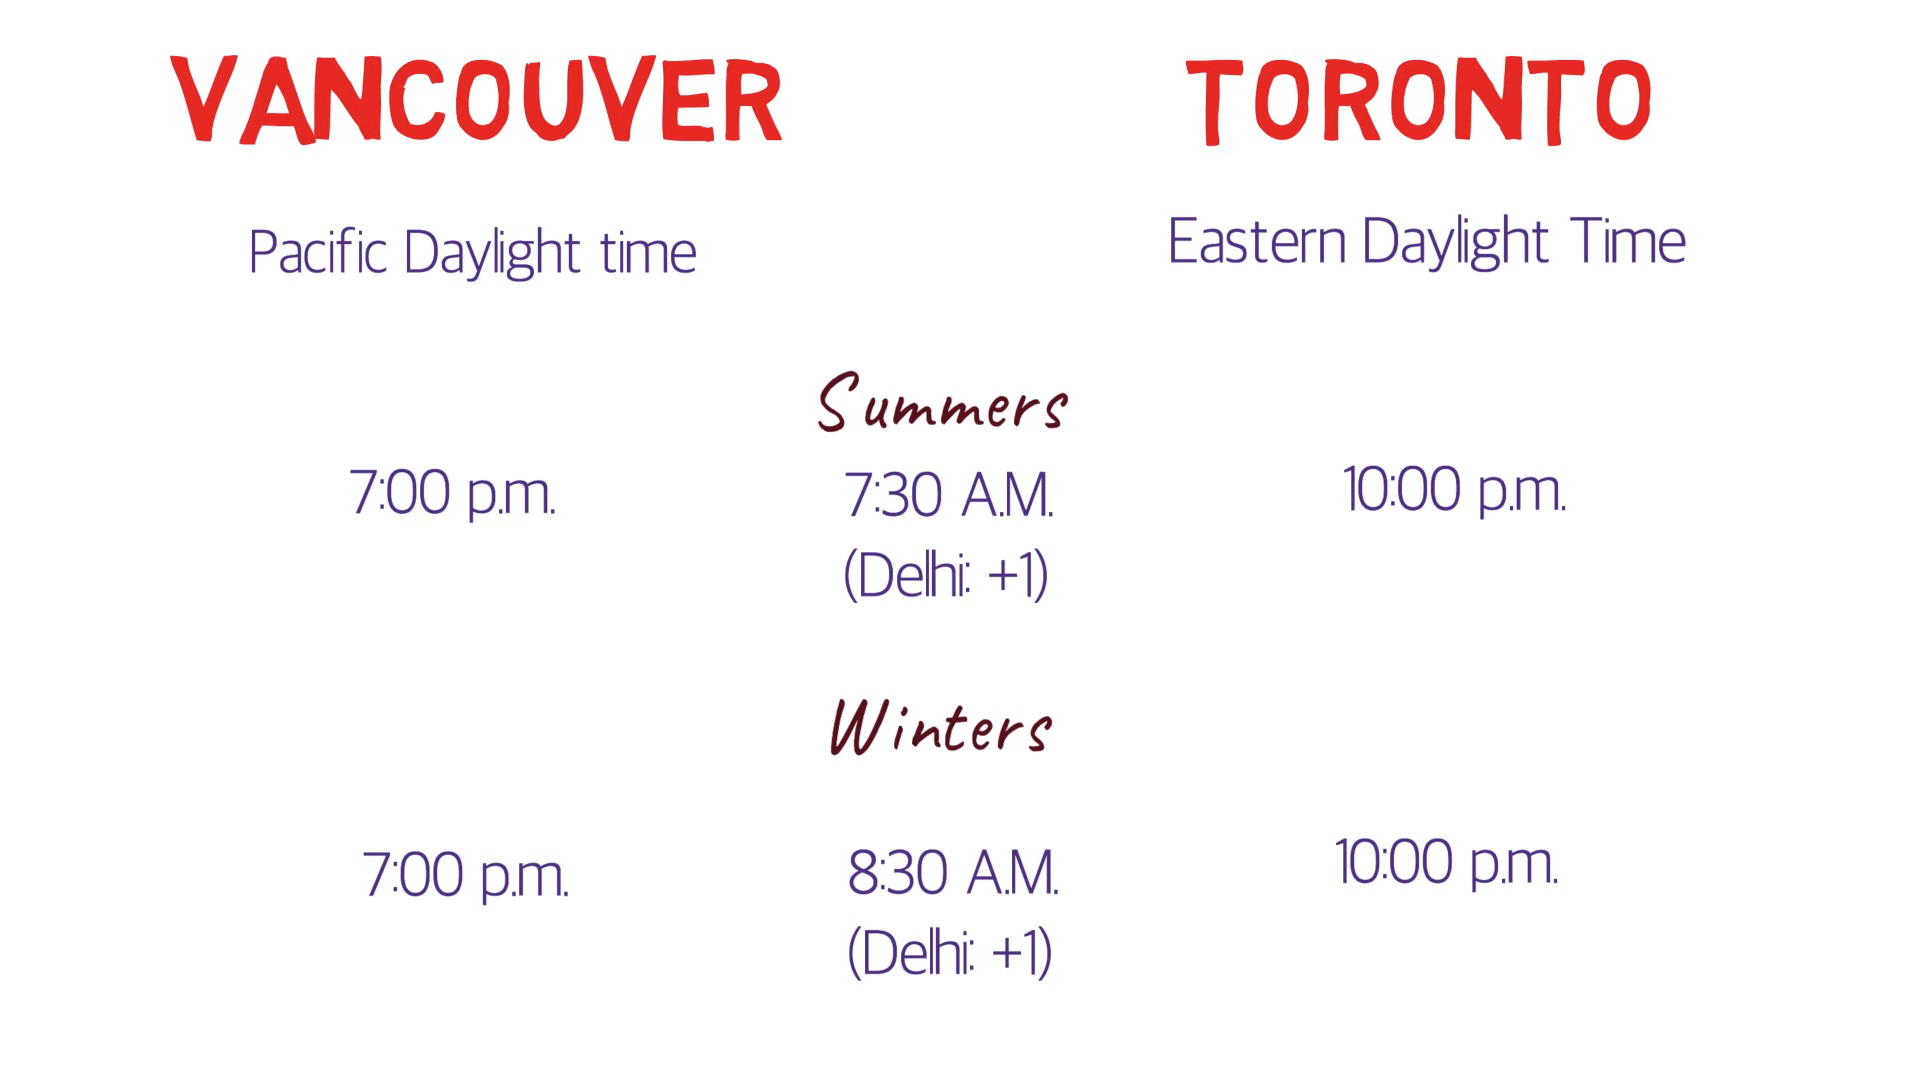 VANCOUVER
TORONTO
Pacific Daylight time
Eastern Daylight Time
Summers
7:00 p.m.
7:30 A.M.
10:00 p.m.
(Delhi: +1)
Winters
7:00 p.m.
8:30 A.M.
10:00 p.m.
(Delhi: +1)